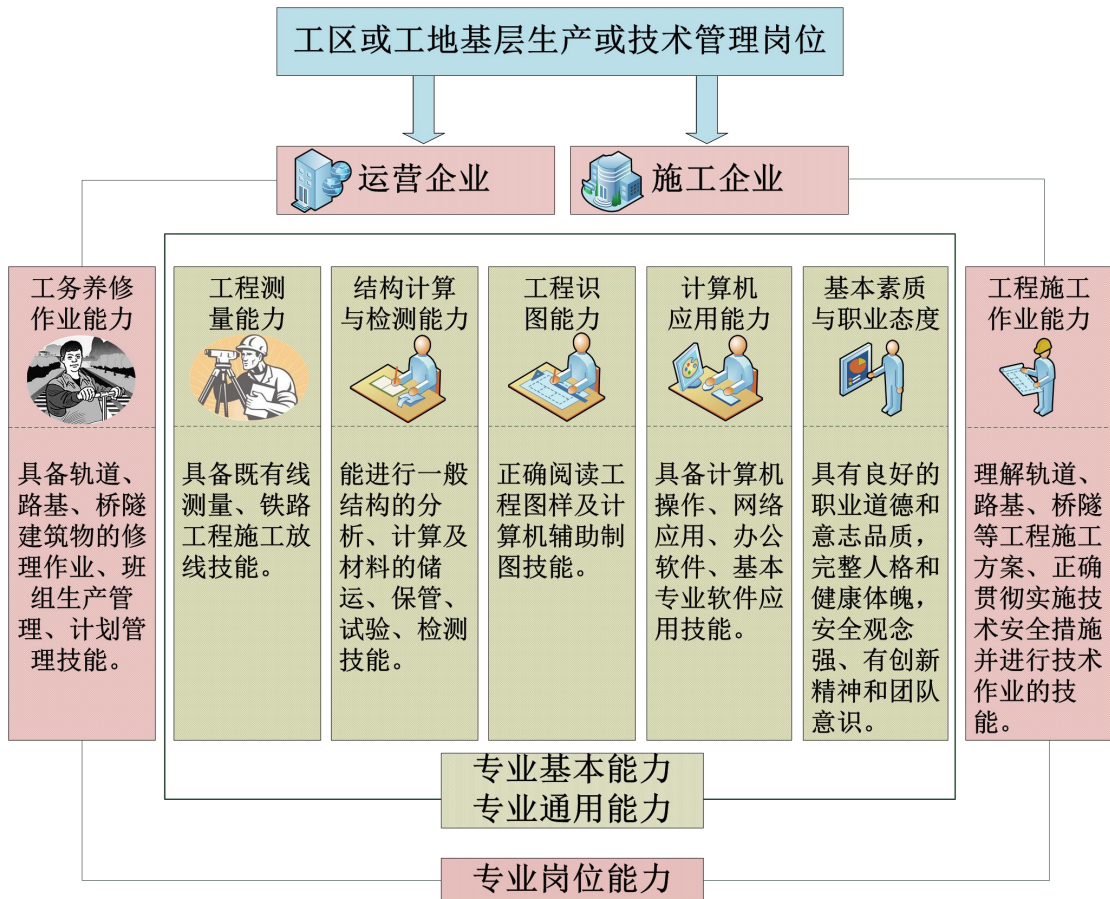 工区或工地基层生产或技术管理岗位
运营企业
施工企业
工务养修
作业能力
具备轨道、
路基、桥隧
建筑物的修
理作业、班
组生产管
理、计划管
理技能。
工程测
量能力
具备既有线
测量、铁路
工程施工放
线技能。
结构计算
与检测能力
能进行一般
结构的分
析、计算及
材料的储
运、保管、
试验、检测
技能。
工程识
图能力
正确阅读工
程图样及计
算机辅助制
图技能。
计算机
应用能力
具备计算机
操作、网络
应用、办公
软件、基本
专业软件应
用技能。
基本素质
与职业态度
具有良好的
职业道德和
意志品质，
完整人格和
健康体魄，
安全观念
强、有创新
精神和团队
意识。
工程施工
作业能力
理解轨道、
路基、桥隧
等工程施工
方案、正确
贯彻实施技
术安全措施
并进行技术
作业的技
能。
专业基本能力
专业通用能力
专业岗位能力